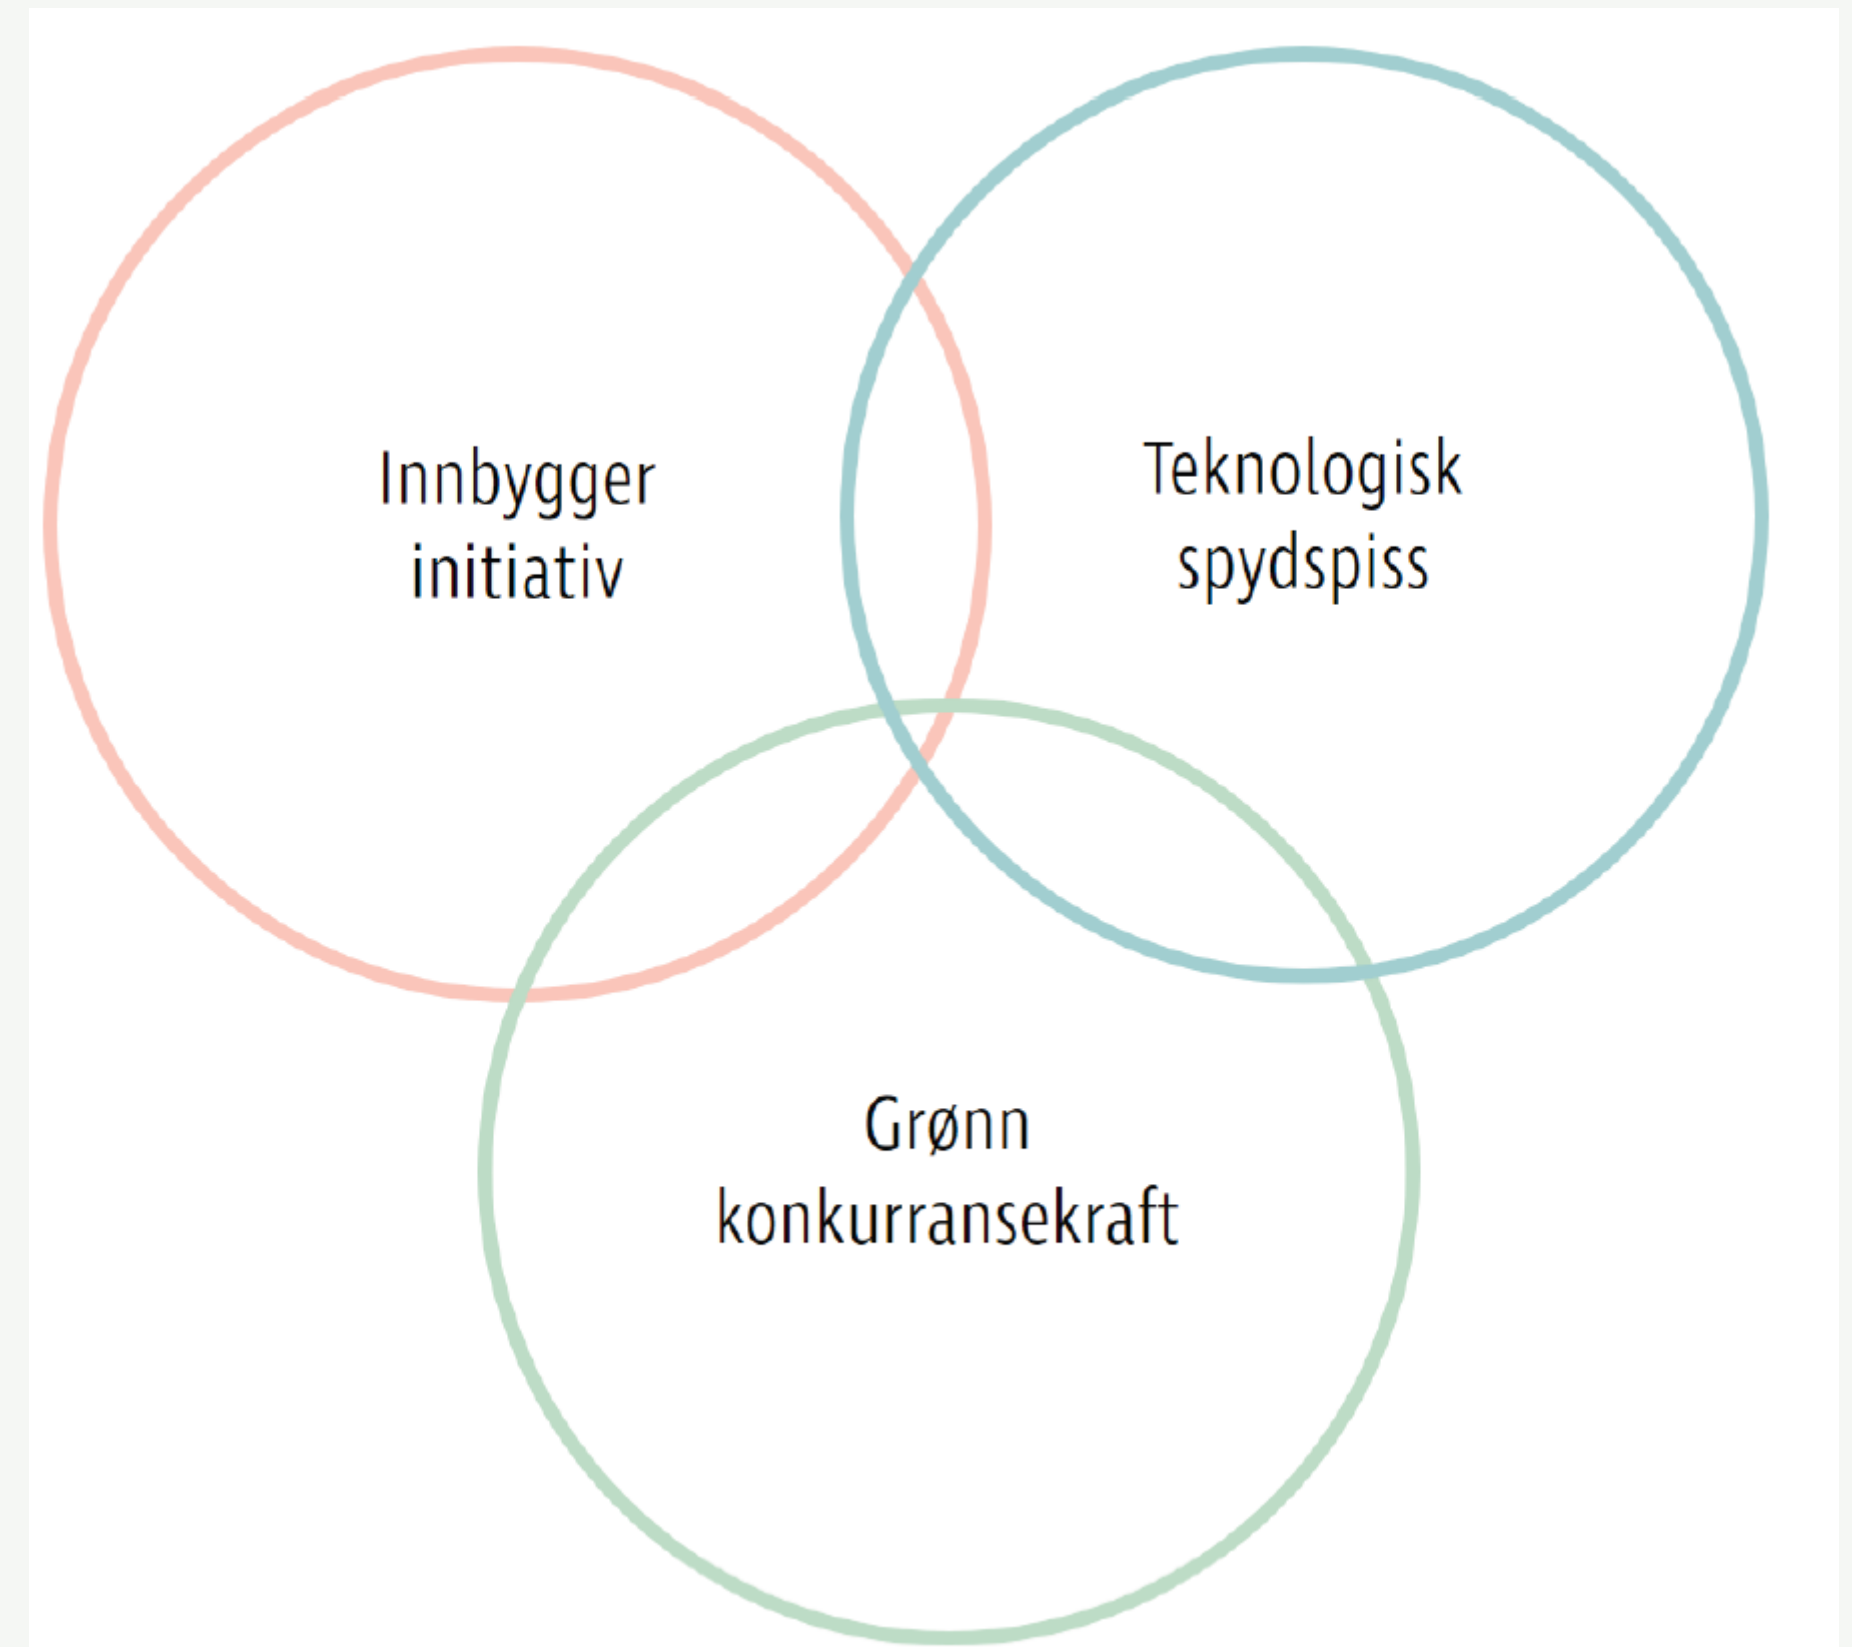 Innbygger
initiativ
Teknologisk
spydspiss
Grønn
konkurransekraft